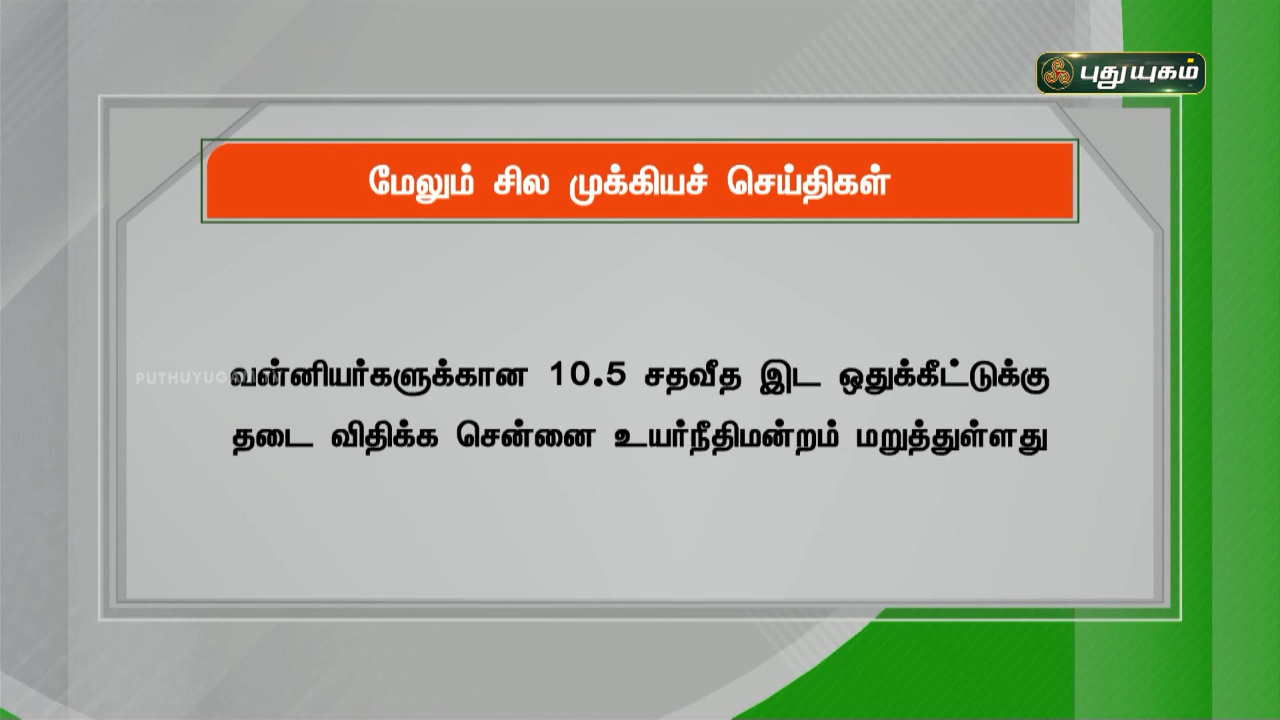 புதுயுகம்
மேலும் சில முக்கியச் செய்திகள்
வன்னியர்களுக்கான 10.5 சதவீத இட ஒதுக்கீட்டுக்கு
தடை விதிக்க சென்னை உயர்நீதிமன்றம் மறுத்துள்ளது